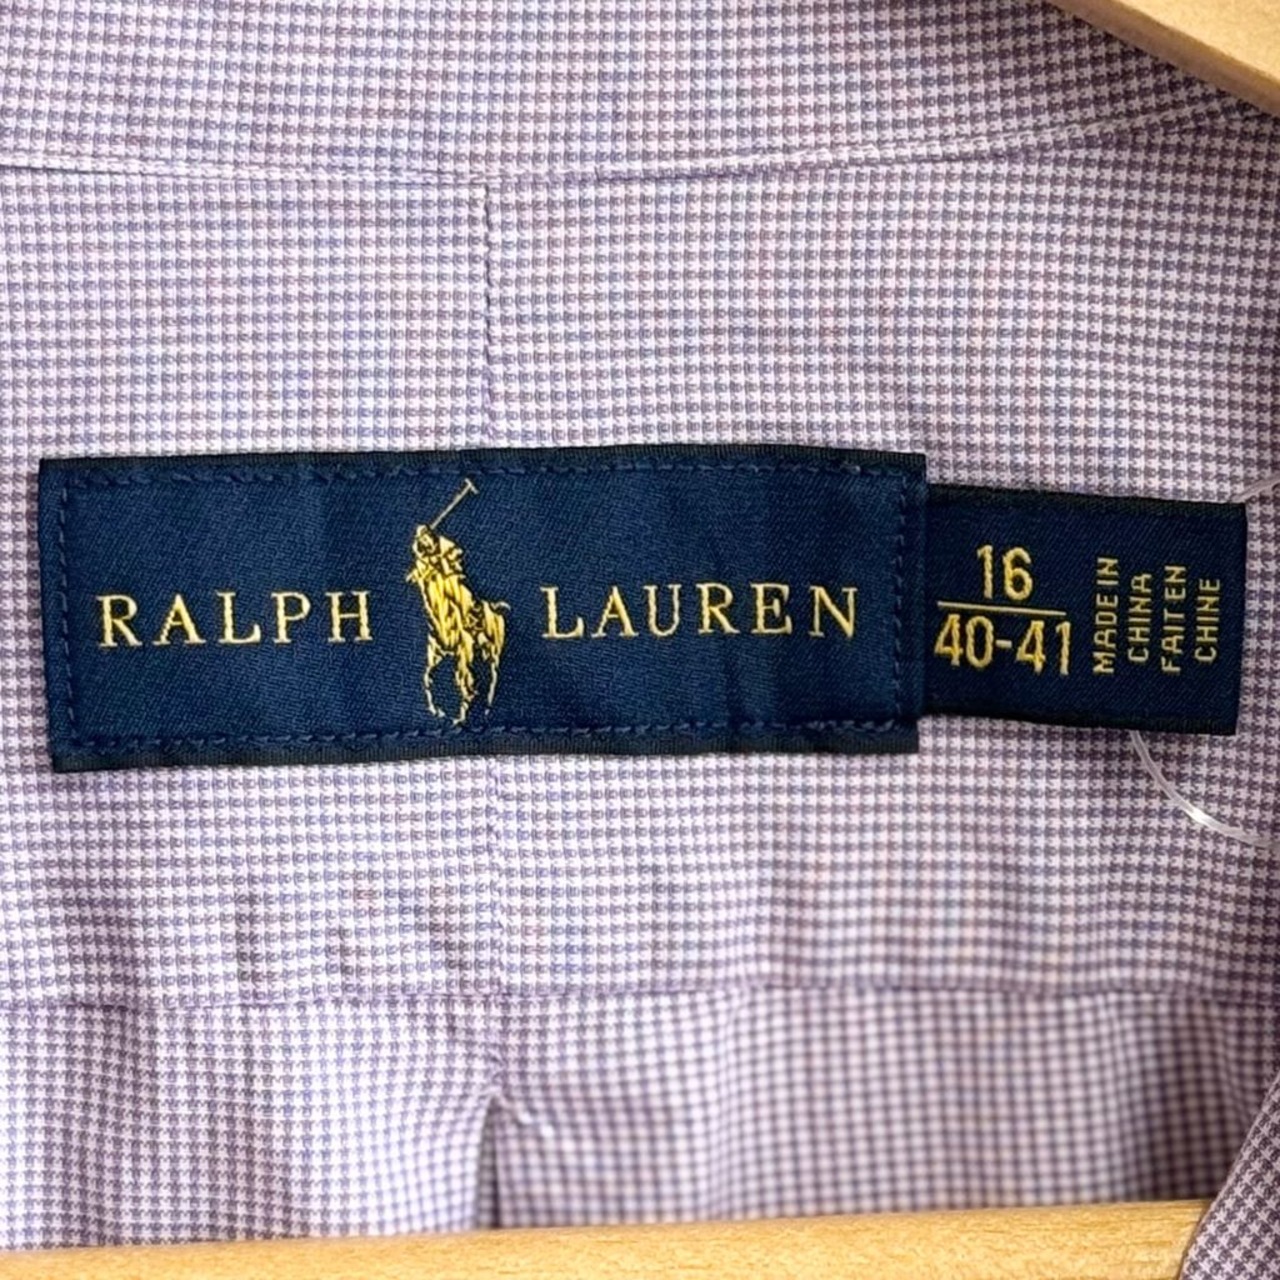 RALPH LAUREN
16
40-41
MADE IN
CHINA
FAIT EN
CHINE